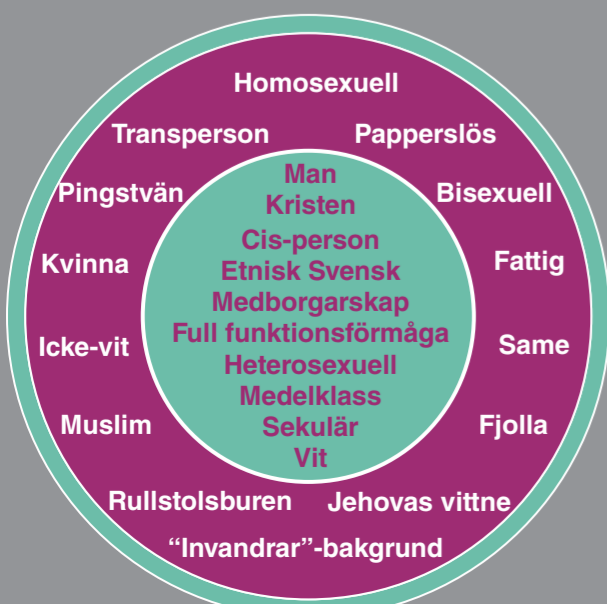 Homosexuell
Transperson
Papperslös
Pingstvän
Bisexuell
Kvinna
Fattig
Icke-vit
Same
Muslim
Fjolla
Rullstolsburen
Jehovas vittne
“Invandrar”-bakgrund
Man
Kristen
Cis-person
Etnisk Svensk
Medborgarskap
Full funktionsförmåga
Heterosexuell
Medelklass
Sekulär
Vit